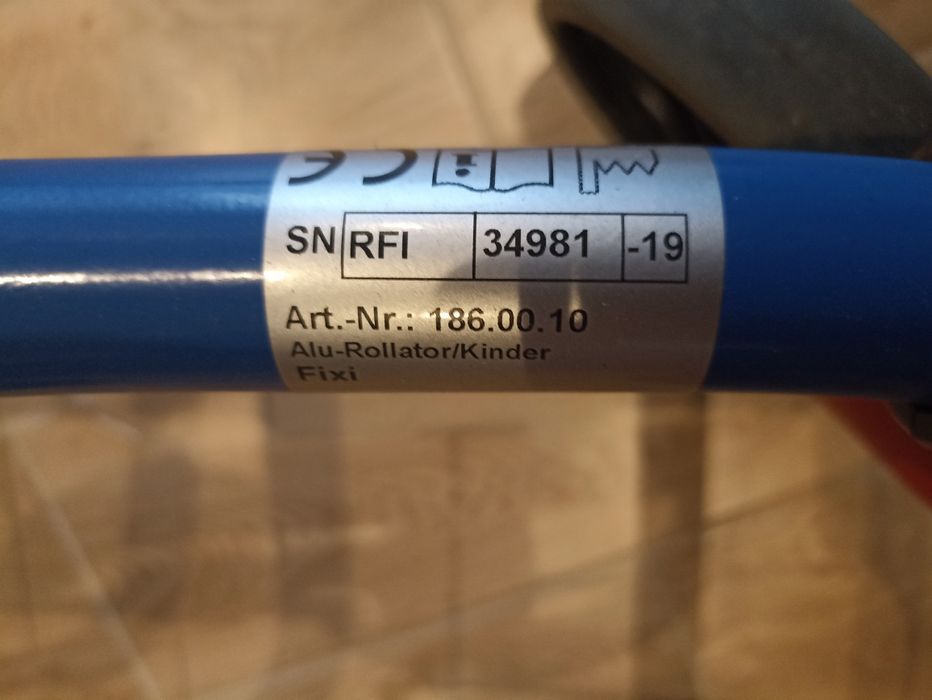 CE i
SN RFI 34981 -19
Art.-Nr.: 186.00.10
Alu-Rollator/Kinder
Fixi